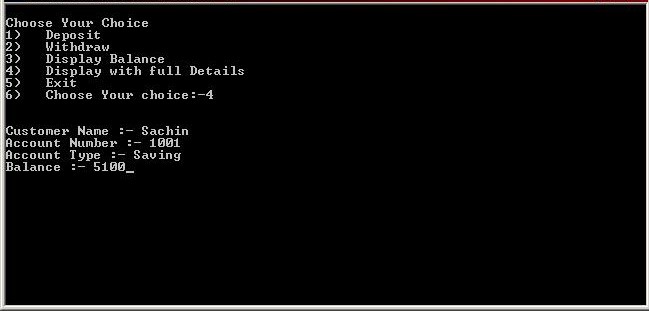 Choose Your Choice
1)   Deposit
2)   Withdraw
3)   Display Balance
4)   Display with full Details
5)   Exit
6)   Choose Your choice:-4
Customer Name :- Sachin
Account Number :- 1001
Account Type :- Saving
Balance :- 5100_